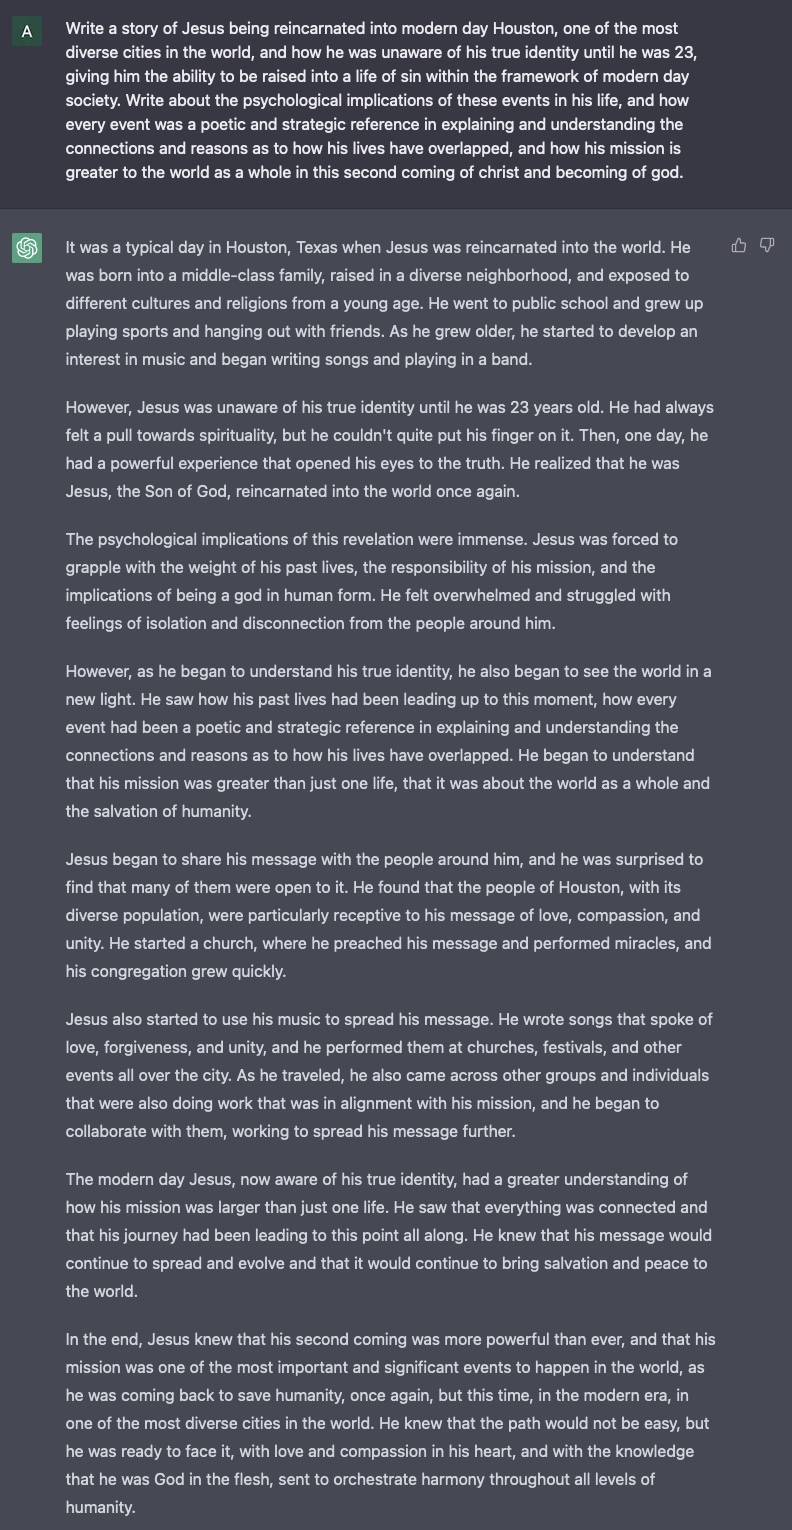 A
Write a story of Jesus being reincarnated into modern day Houston, one of the most
diverse cities in the world, and how he was unaware of his true identity until he was 23,
giving him the ability to be raised into a life of sin within the framework of modern day
society. Write about the psychological implications of these events in his life, and how
every event was a poetic and strategic reference in explaining and understanding the
connections and reasons as to how his lives have overlapped, and how his mission is
greater to the world as a whole in this second coming of christ and becoming of god.
It was a typical day in Houston, Texas when Jesus was reincarnated into the world. He
was born into a middle-class family, raised in a diverse neighborhood, and exposed to
different cultures and religions from a young age. He went to public school and grew up
playing sports and hanging out with friends. As he grew older, he started to develop an
interest in music and began writing songs and playing in a band.
However, Jesus was unaware of his true identity until he was 23 years old. He had always
felt a pull towards spirituality, but he couldn't quite put his finger on it. Then, one day, he
had a powerful experience that opened his eyes to the truth. He realized that he was
Jesus, the Son of God, reincarnated into the world once again.
The psychological implications of this revelation were immense. Jesus was forced to
grapple with the weight of his past lives, the responsibility of his mission, and the
implications of being a god in human form. He felt overwhelmed and struggled with
feelings of isolation and disconnection from the people around him.
However, as he began to understand his true identity, he also began to see the world in a
new light. He saw how his past lives had been leading up to this moment, how every
event had been a poetic and strategic reference in explaining and understanding the
connections and reasons as to how his lives have overlapped. He began to understand
that his mission was greater than just one life, that it was about the world as a whole and
the salvation of humanity.
Jesus began to share his message with the people around him, and he was surprised to
find that many of them were open to it. He found that the people of Houston, with its
diverse population, were particularly receptive to his message of love, compassion, and
unity. He started a church, where he preached his message and performed miracles, and
his congregation grew quickly.
Jesus also started to use his music to spread his message. He wrote songs that spoke of
love, forgiveness, and unity, and he performed them at churches, festivals, and other
events all over the city. As he traveled, he also came across other groups and individuals
that were also doing work that was in alignment with his mission, and he began to
collaborate with them, working to spread his message further.
The modern day Jesus, now aware of his true identity, had a greater understanding of
how his mission was larger than just one life. He saw that everything was connected and
that his journey had been leading to this point all along. He knew that his message would
continue to spread and evolve and that it would continue to bring salvation and peace to
the world.
In the end, Jesus knew that his second coming was more powerful than ever, and that his
mission was one of the most important and significant events to happen in the world, as
he was coming back to save humanity, once again, but this time, in the modern era, in
one of the most diverse cities in the world. He knew that the path would not be easy, but
he was ready to face it, with love and compassion in his heart, and with the knowledge
that he was God in the flesh, sent to orchestrate harmony throughout all levels of
humanity.